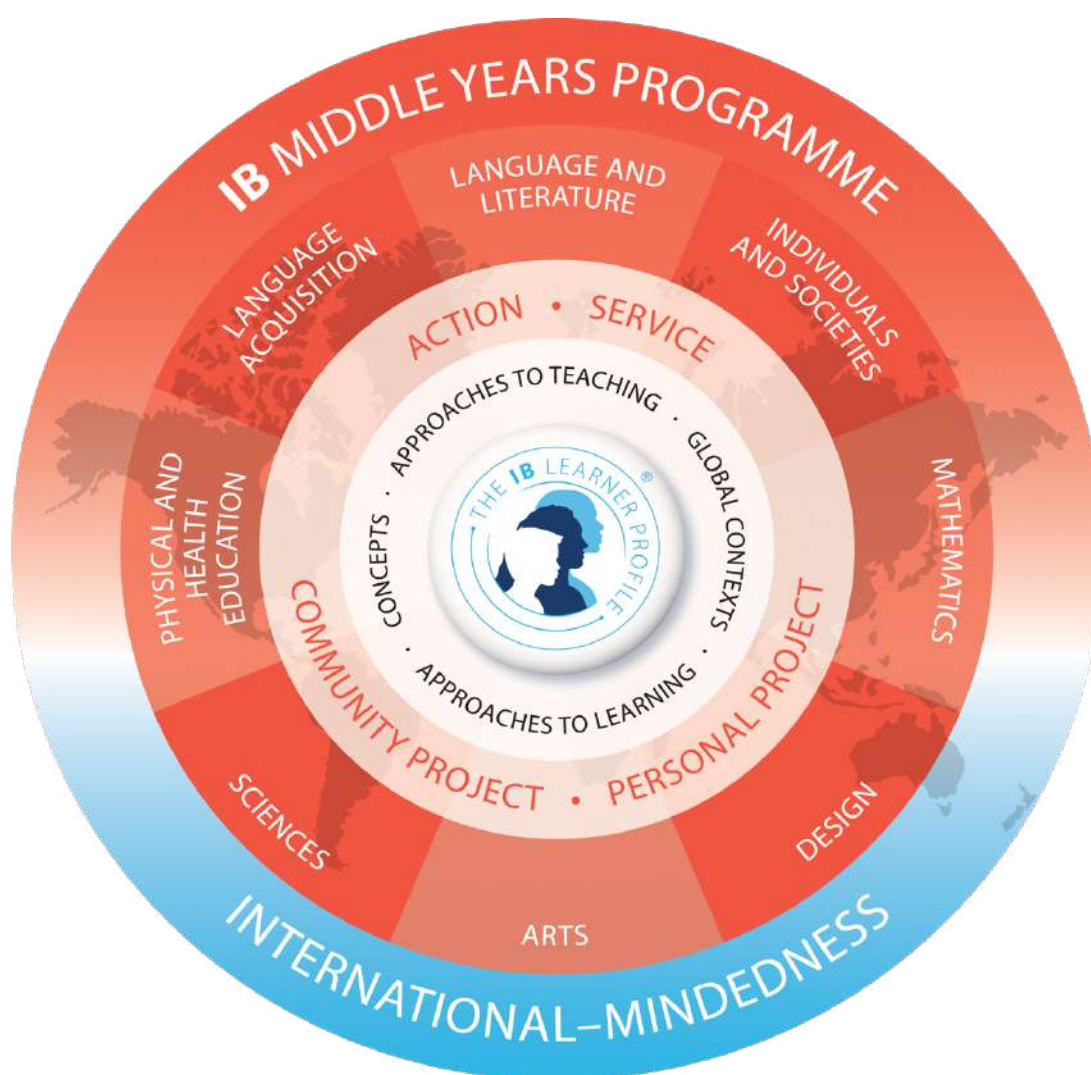 IB MIDDLE YEARS PROGRAMME
LANGUAGE AND
LITERATURE
INDIVIDUALS
AND SOCIETIES
MATHEMATICS
DESIGN
ARTS
SCIENCES
PHYSICAL AND
HEALTH
EDUCATION
LANGUAGE
ACQUISITION
ACTION • SERVICE
PERSONAL PROJECT •
COMMUNITY PROJECT
APPROACHES TO TEACHING ·
GLOBAL CONTEXTS ·
APPROACHES TO LEARNING ·
CONCEPTS ·
THE IB LEARNER PROFILE ®
INTERNATIONAL–MINDEDNESS